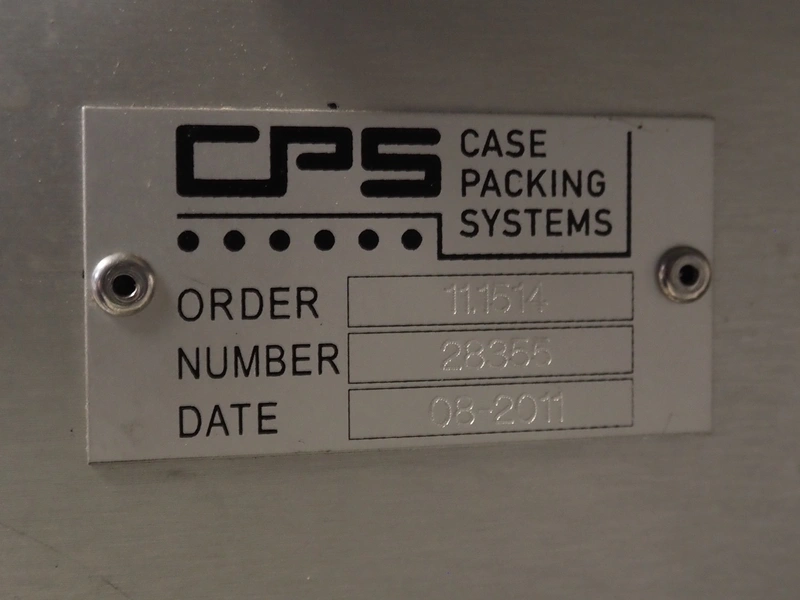 CPS
CASE
PACKING
SYSTEMS
ORDER 11.1514
NUMBER 28355
DATE 08-2011